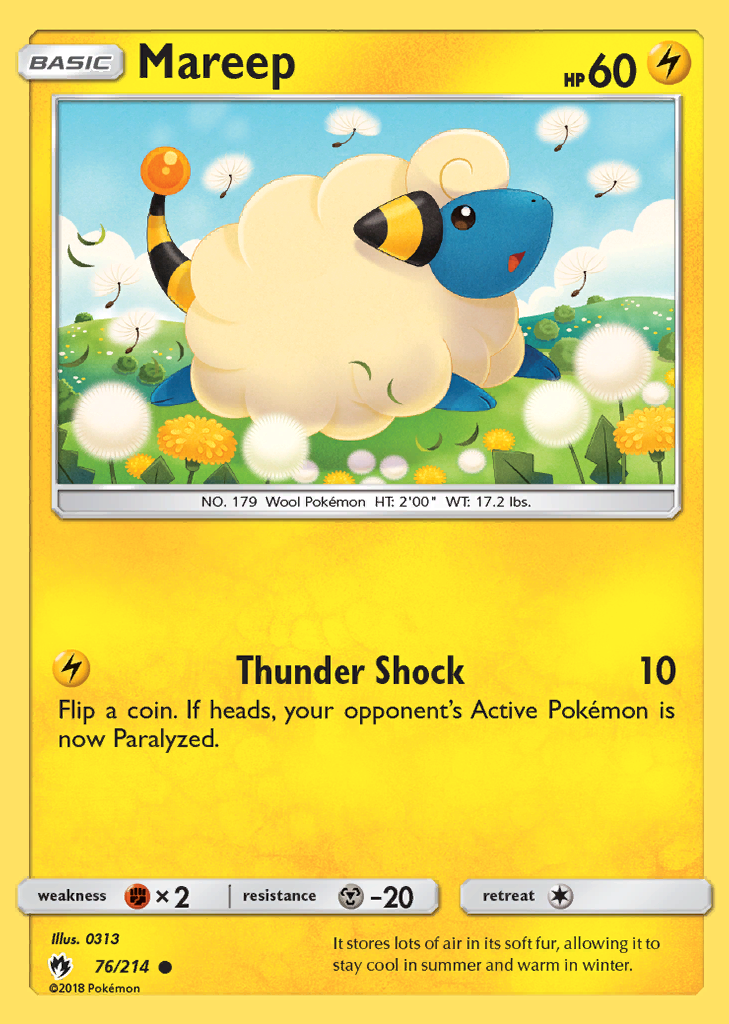 BASIC Mareep HP 60
NO. 179 Wool Pokémon HT: 2'00" WT: 17.2 lbs.
Thunder Shock 10
Flip a coin. If heads, your opponent's Active Pokémon is
now Paralyzed.
weakness × 2 resistance -20 retreat
Illus. 0313
76/214
©2018 Pokémon
It stores lots of air in its soft fur, allowing it to
stay cool in summer and warm in winter.